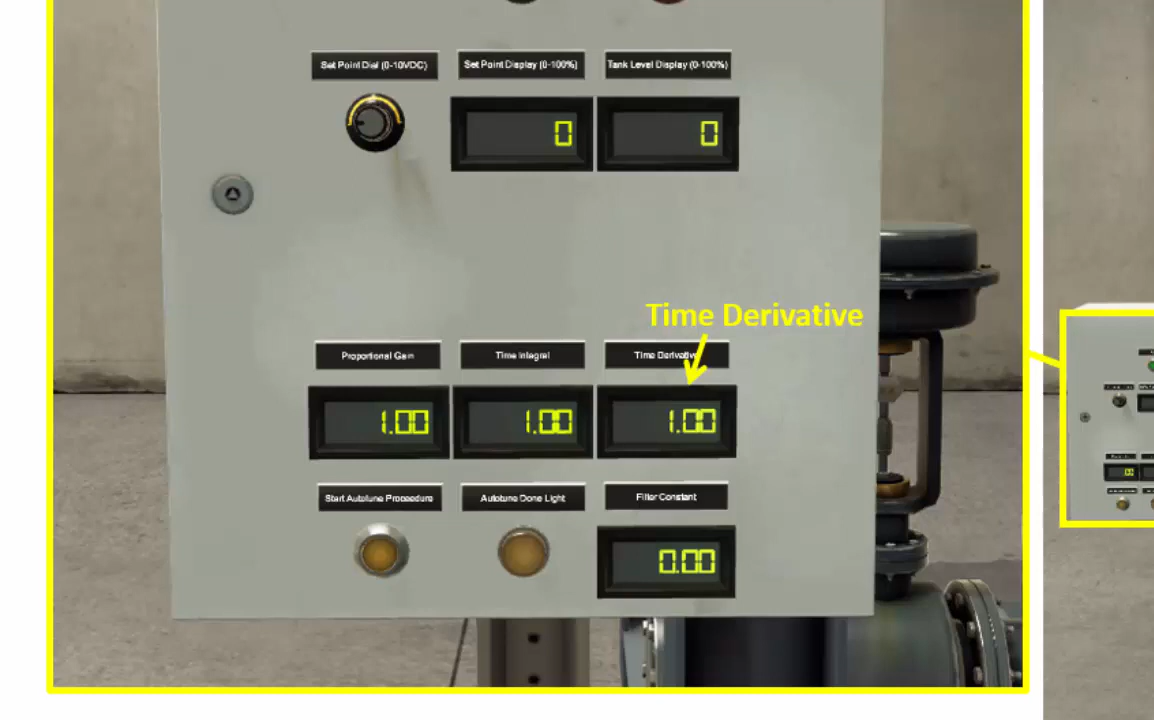 Set Point Dial (0-10VDC)
Set Point Display (0-100%)
Tank Level Display (0-100%)
0
0
Time Derivative
Proportional Gain
Time Integral
Time Derivative
1.00
1.00
1.00
Start Autotune Proceedure
Autotune Done Light
Filter Constant
0.00